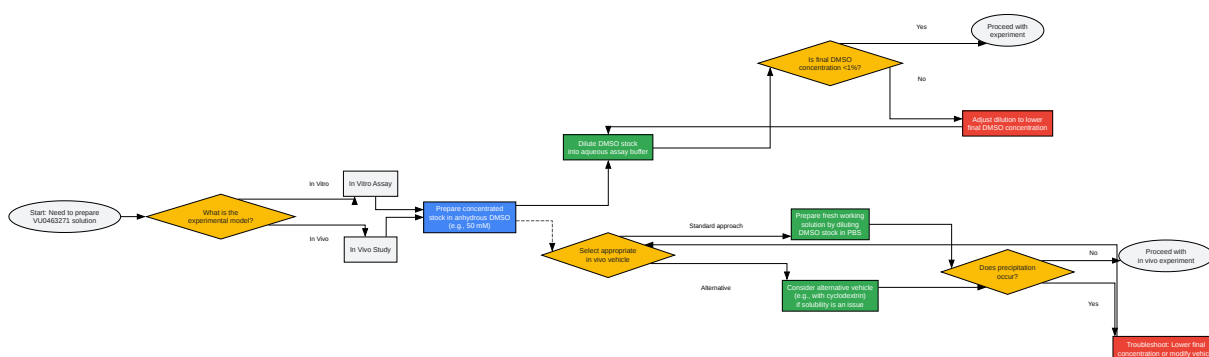 Yes
Proceed with
experiment
Is final DMSO
concentration <1%?
No
Adjust dilution to lower
final DMSO concentration
Dilute DMSO stock
into aqueous assay buffer
In Vitro
In Vitro Assay
Start: Need to prepare
VU0463271 solution
What is the
experimental model?
In Vivo
In Vivo Study
Prepare concentrated
stock in anhydrous DMSO
(e.g., 50 mM)
Standard approach
Prepare fresh working
solution by diluting
DMSO stock in PBS
Select appropriate
in vivo vehicle
Alternative
Consider alternative vehicle
(e.g., with cyclodextrin)
if solubility is an issue
Does precipitation
occur?
No
Proceed with
in vivo experiment
Yes
Troubleshoot: Lower final
concentration or modify